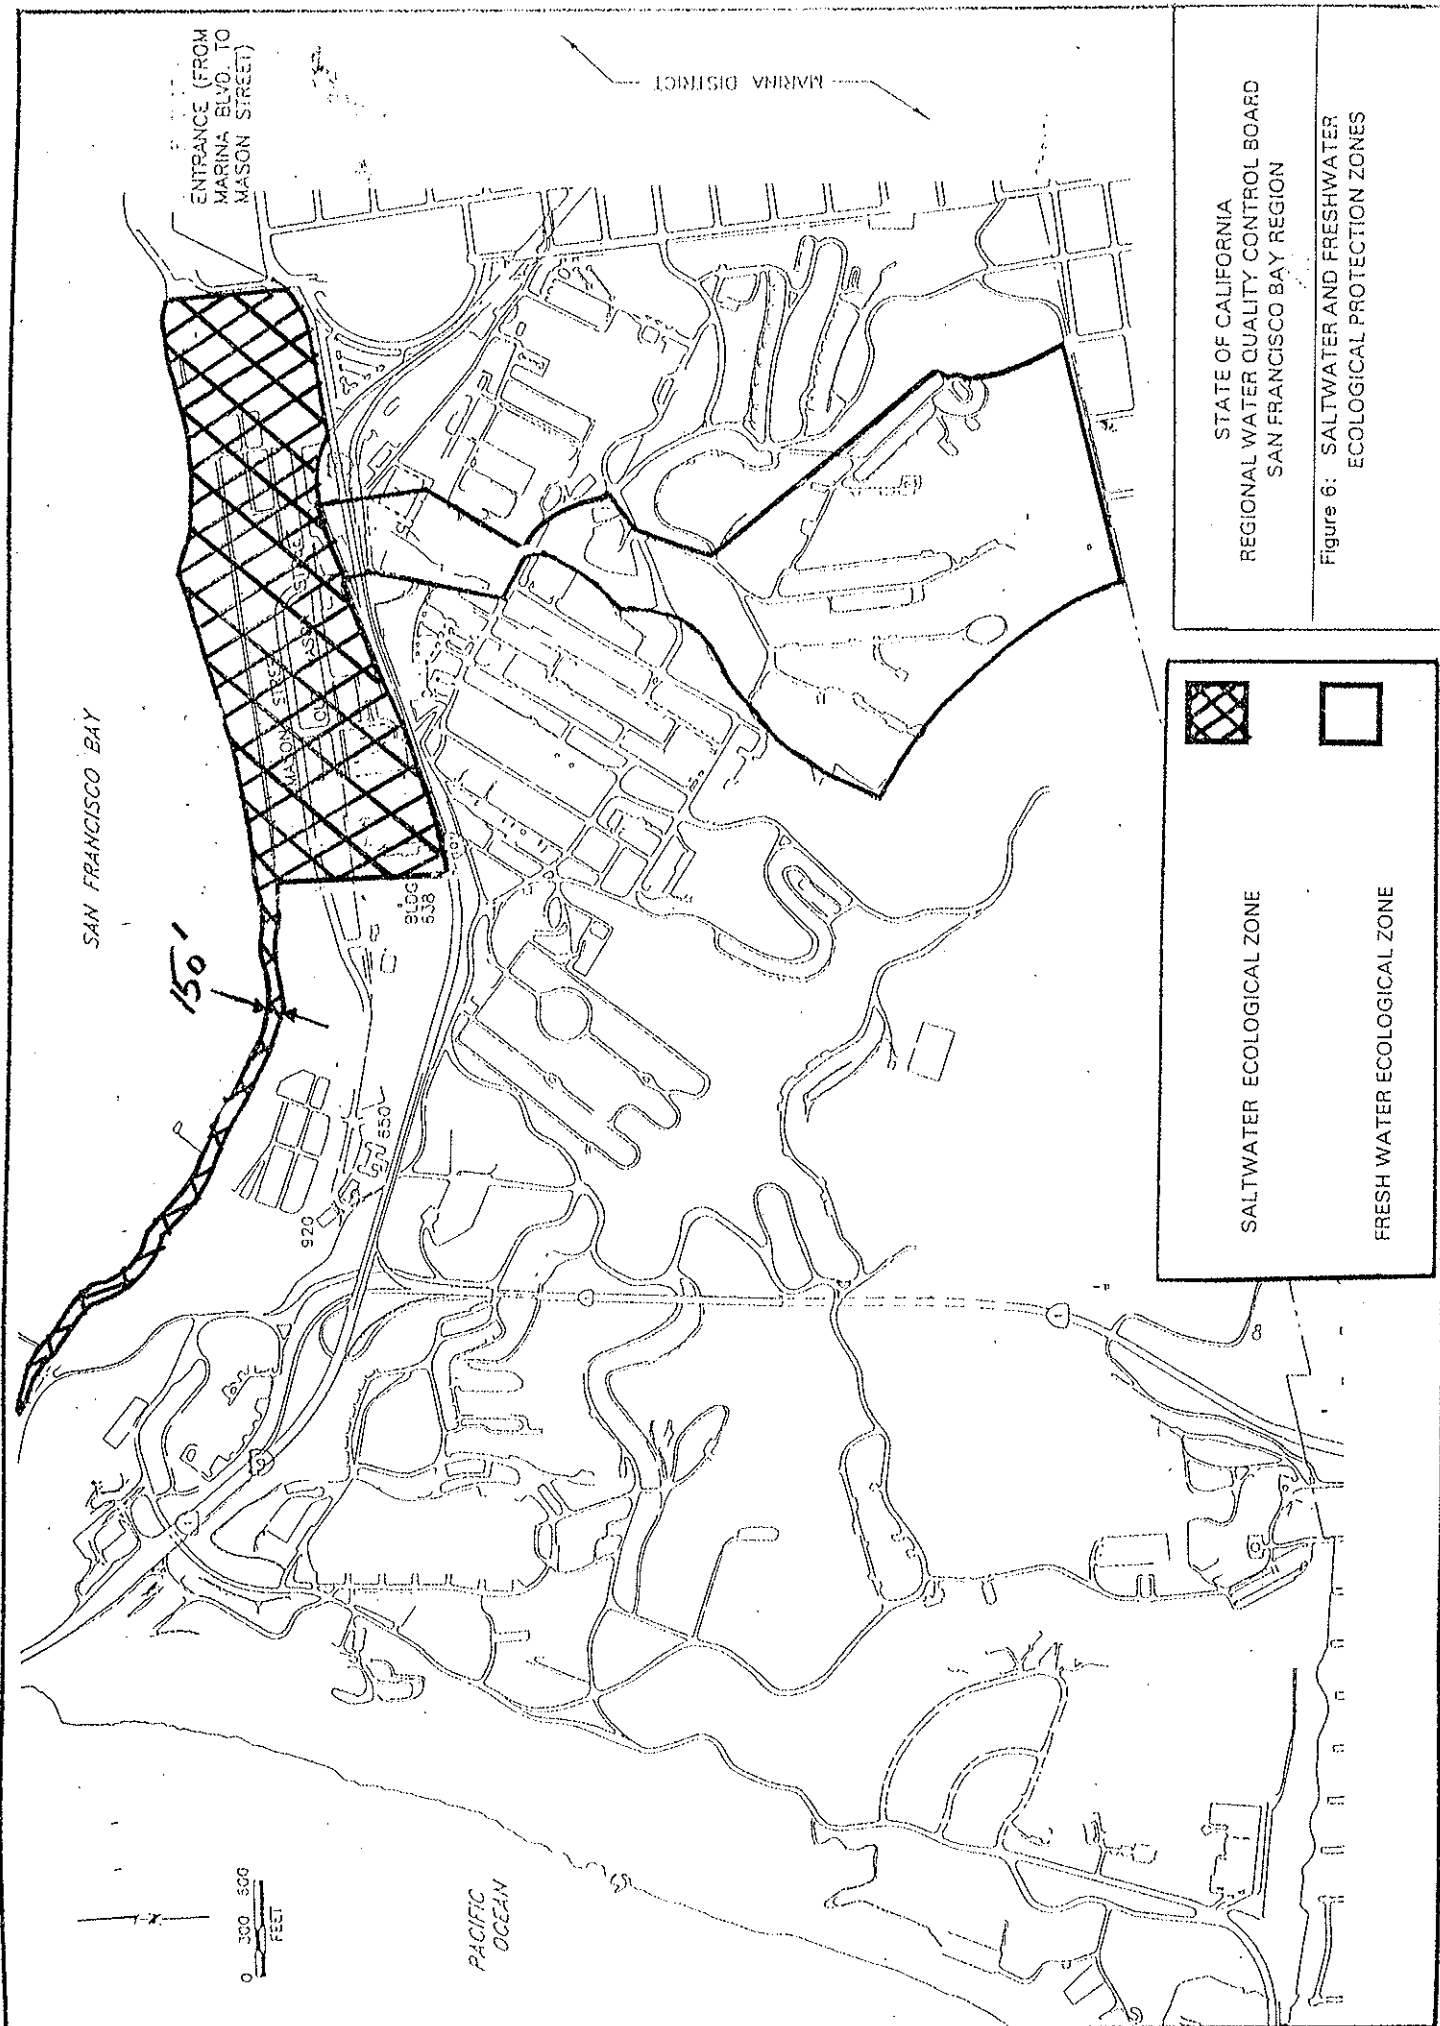 SAN FRANCISCO BAY
150'
ENTRANCE (FROM
MARINA BLVD. TO
MASON STREET)
MARINA DISTRICT
MASON STREET
BLDG
638
650
920
0 300 600
FEET
PACIFIC
OCEAN
SALTWATER ECOLOGICAL ZONE
FRESH WATER ECOLOGICAL ZONE
STATE OF CALIFORNIA
REGIONAL WATER QUALITY CONTROL BOARD
SAN FRANCISCO BAY REGION
Figure 6: SALTWATER AND FRESHWATER
ECOLOGICAL PROTECTION ZONES